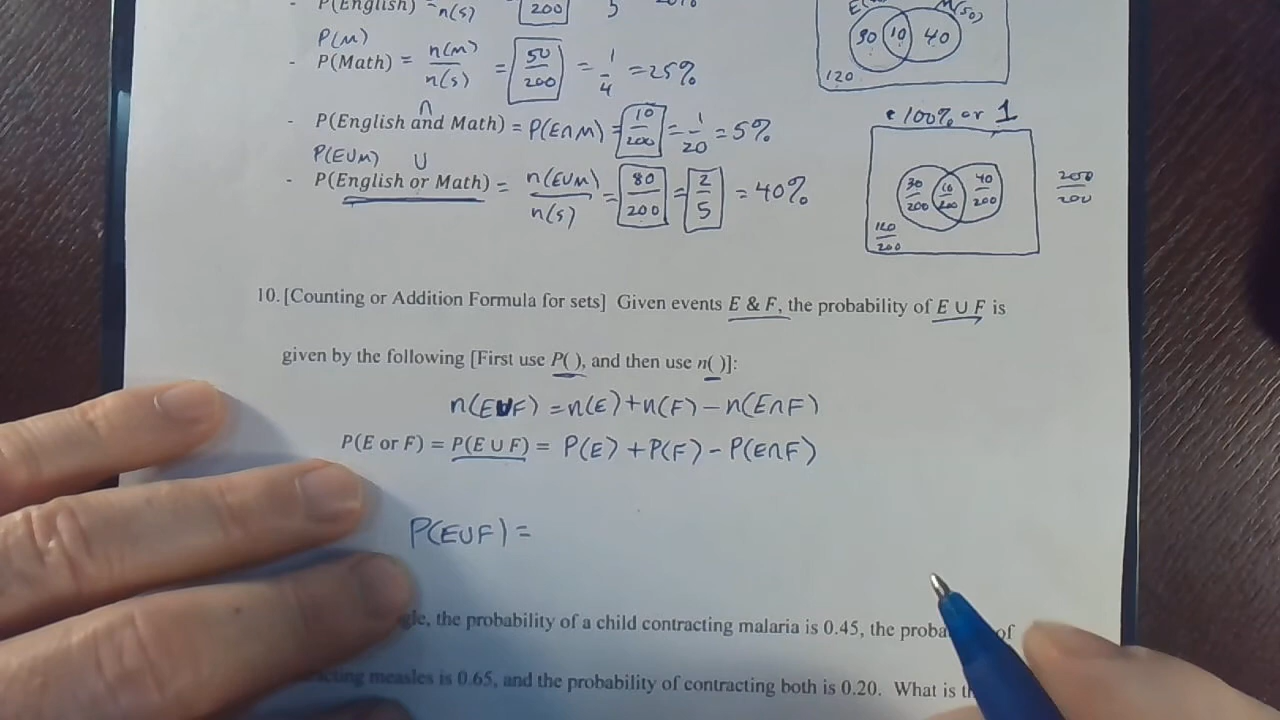 - P(English) = n(S) 200 5 20%
E( M(50)
30 10 40
120
P(M)
- P(Math) = n(M)/n(S) = 50/200 = 1/4 = 25%
∩
- P(English and Math) = P(E∩M) = 10/200 = 1/20 = 5%
P(E∪M) ∪
- P(English or Math) = n(E∪M)/n(S) = 80/200 = 2/5 = 40%
100% or 1
30/200 10/200 40/200
120/200
200/200
10. [Counting or Addition Formula for sets] Given events E & F, the probability of E ∪ F is
given by the following [First use P( ), and then use n( )]:
n(E∪F) = n(E) + n(F) – n(E∩F)
P(E or F) = P(E ∪ F) = P(E) + P(F) – P(E∩F)
P(E∪F) =
gle, the probability of a child contracting malaria is 0.45, the proba of
acting measles is 0.65, and the probability of contracting both is 0.20. What is t